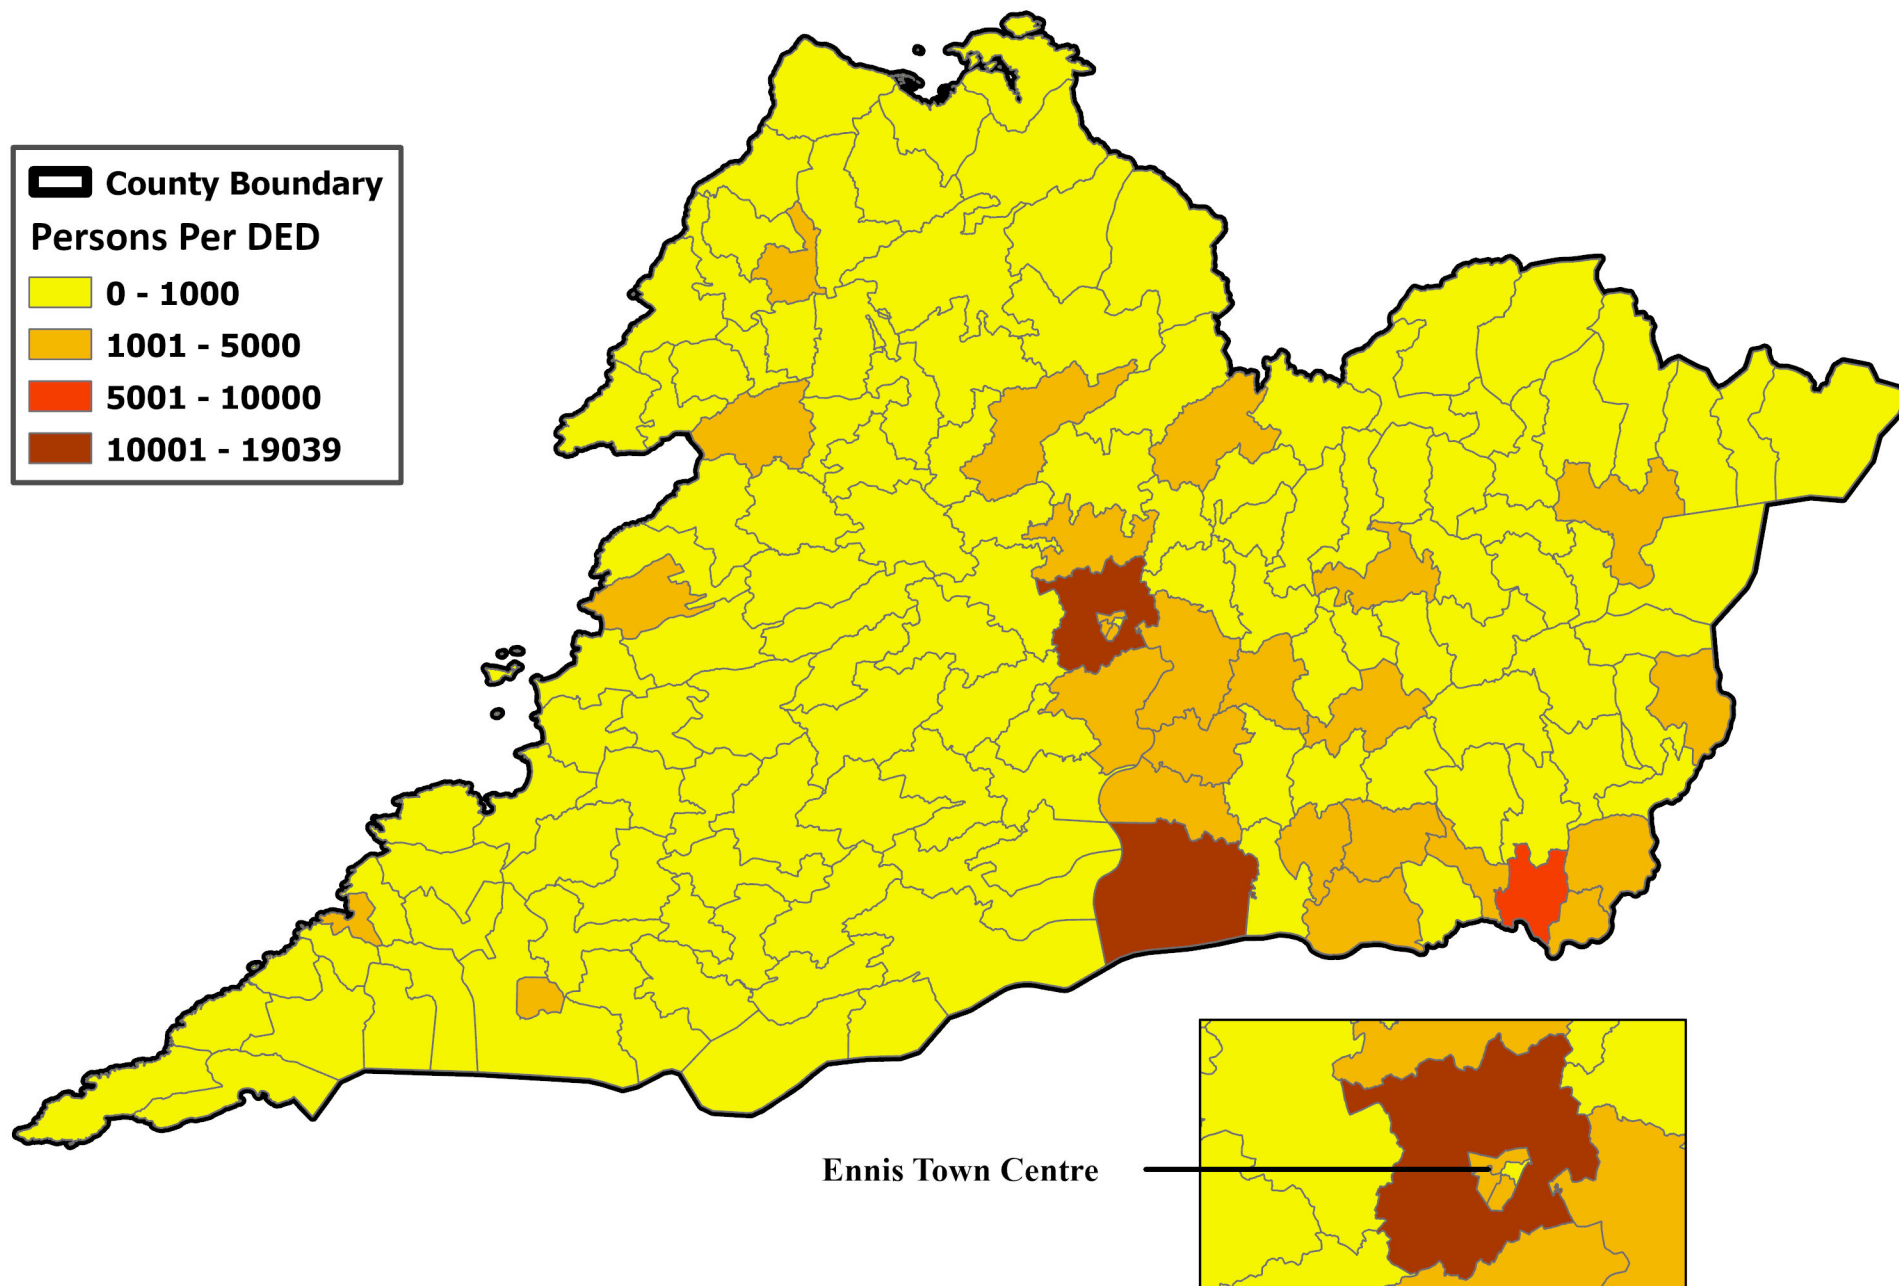 County Boundary
Persons Per DED
0 - 1000
1001 - 5000
5001 - 10000
10001 - 19039
Ennis Town Centre